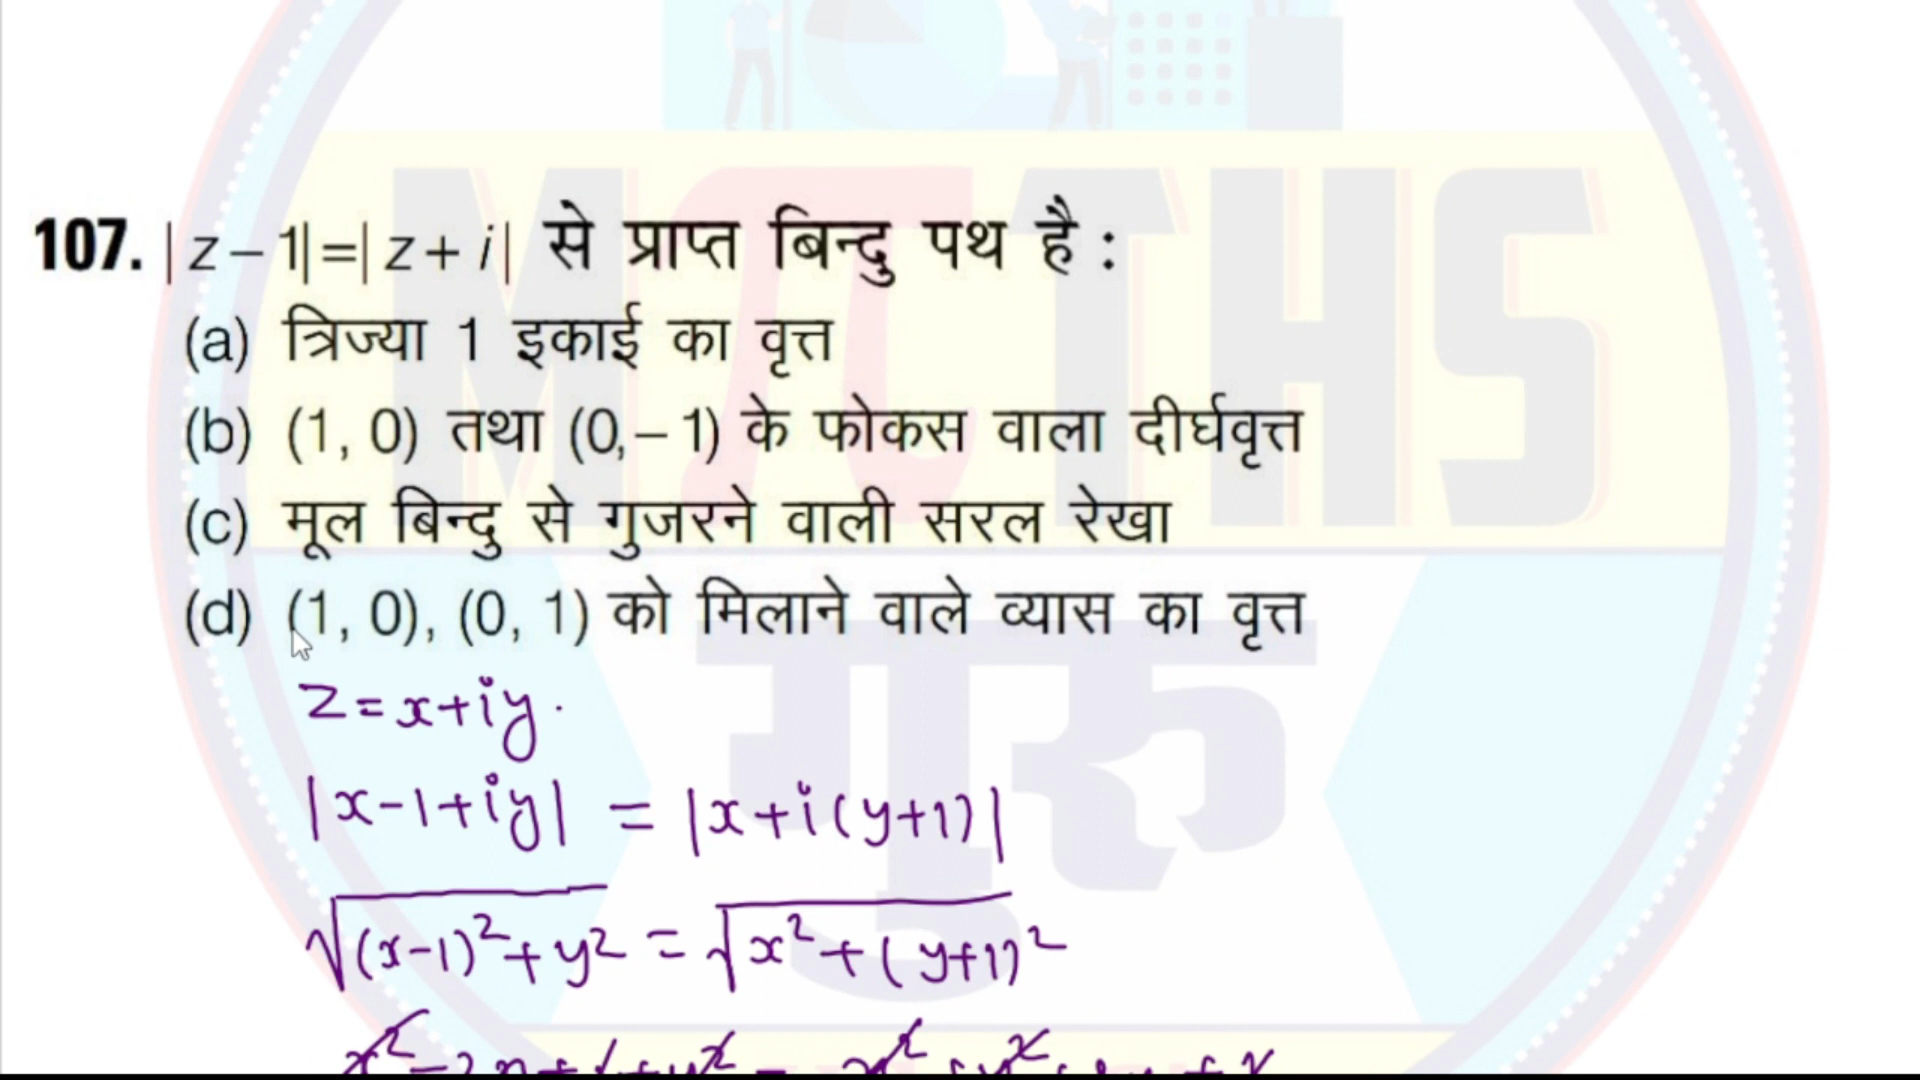 107. |z-1|=|z+i| से प्राप्त बिन्दु पथ है :
(a) त्रिज्या 1 इकाई का वृत्त
(b) (1, 0) तथा (0,-1) के फोकस वाला दीर्घवृत्त
(c) मूल बिन्दु से गुजरने वाली सरल रेखा
(d) (1, 0), (0, 1) को मिलाने वाले व्यास का वृत्त
z=x+iy.
|x-1+iy| = |x+i(y+1)|
√(x-1)²+y² = √x²+(y+1)²
MπTHS
गुरु